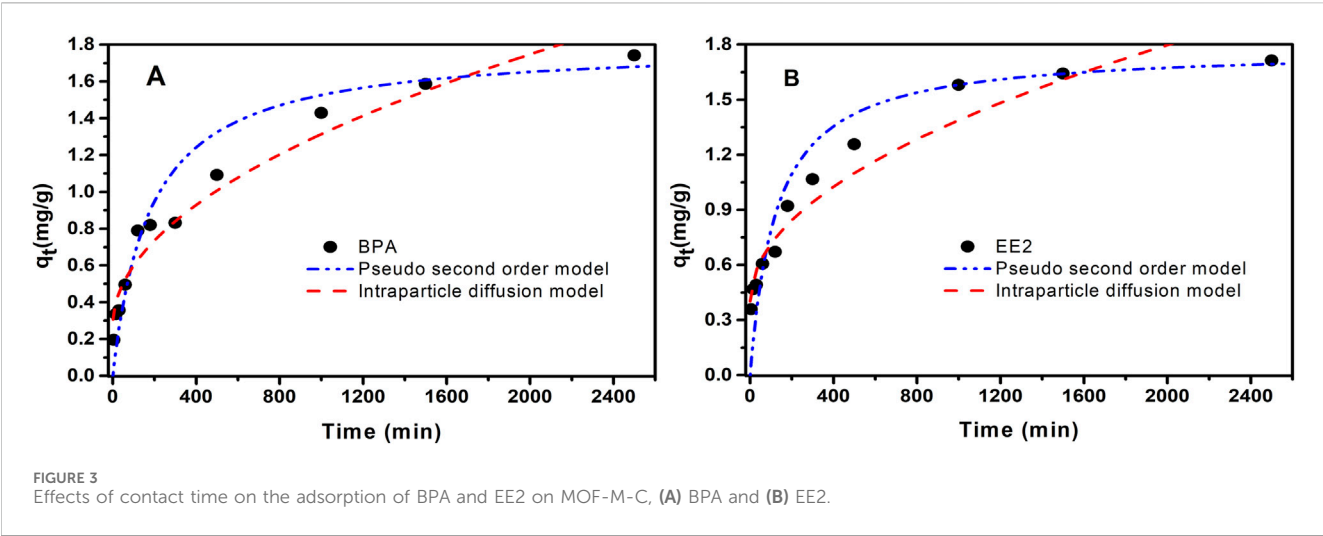 A
1.8
1.6
1.4
1.2
1.0
0.8
0.6
0.4
0.2
0.0
qt(mg/g)
BPA
Pseudo second order model
Intraparticle diffusion model
0 400 800 1200 1600 2000 2400
Time (min)
B
1.8
1.5
1.2
0.9
0.6
0.3
0.0
qt(mg/g)
EE2
Pseudo second order model
Intraparticle diffusion model
0 400 800 1200 1600 2000 2400
Time (min)
FIGURE 3
Effects of contact time on the adsorption of BPA and EE2 on MOF-M-C, (A) BPA and (B) EE2.